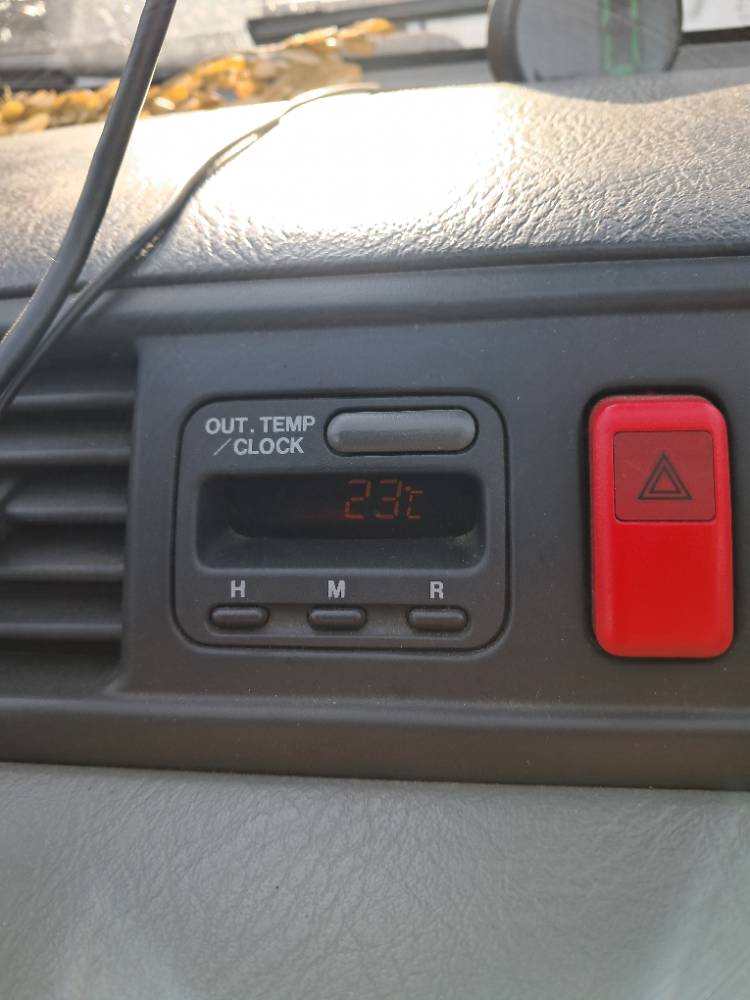 OUT. TEMP
/CLOCK
23℃
H M R